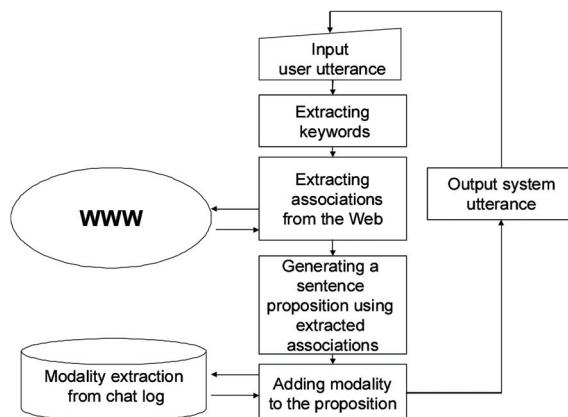 Input
user utterance
Extracting
keywords
Extracting
associations
from the Web
WWW
Output system
utterance
Generating a
sentence
proposition using
extracted
associations
Modality extraction
from chat log
Adding modality
to the proposition